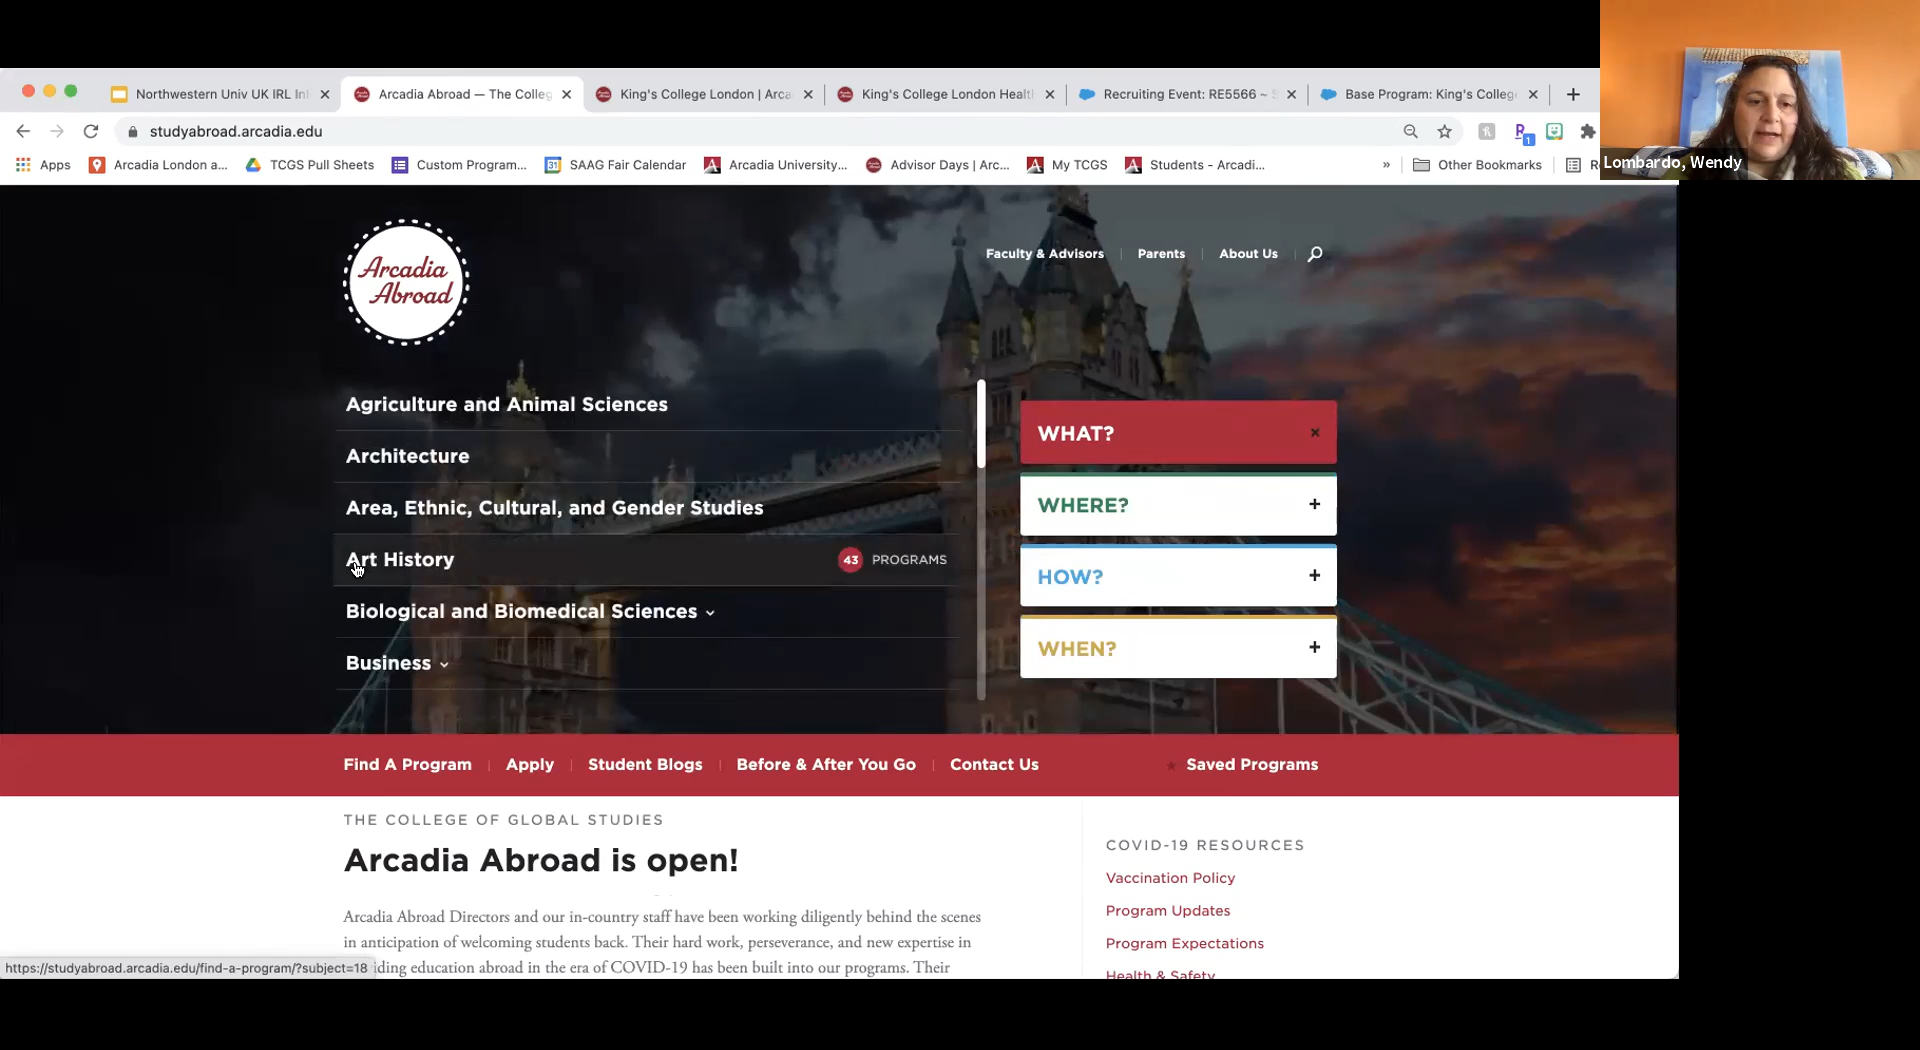 Northwestern Univ UK IRL In
Arcadia Abroad — The Colleg
King's College London | Arca
King's College London Healt
Recruiting Event: RE5566 ~
Base Program: King's Colleg
studyabroad.arcadia.edu
1
Apps
Arcadia London a...
TCGS Pull Sheets
Custom Program...
31
SAAG Fair Calendar
Arcadia University,...
Advisor Days | Arc...
My TCGS
Students - Arcadi...
»
Other Bookmarks
Lombardo, Wendy
Arcadia
Abroad
Faculty & Advisors
Parents
About Us
Agriculture and Animal Sciences
Architecture
Area, Ethnic, Cultural, and Gender Studies
Art History
43 PROGRAMS
Biological and Biomedical Sciences
Business
WHAT? ×
WHERE? +
HOW? +
WHEN? +
Find A Program | Apply | Student Blogs | Before & After You Go | Contact Us
Saved Programs
THE COLLEGE OF GLOBAL STUDIES
Arcadia Abroad is open!
Arcadia Abroad Directors and our in-country staff have been working diligently behind the scenes
in anticipation of welcoming students back. Their hard work, perseverance, and new expertise in
iding education abroad in the era of COVID-19 has been built into our programs. Their
COVID-19 RESOURCES
Vaccination Policy
Program Updates
Program Expectations
Health & Safety
https://studyabroad.arcadia.edu/find-a-program/?subject=18